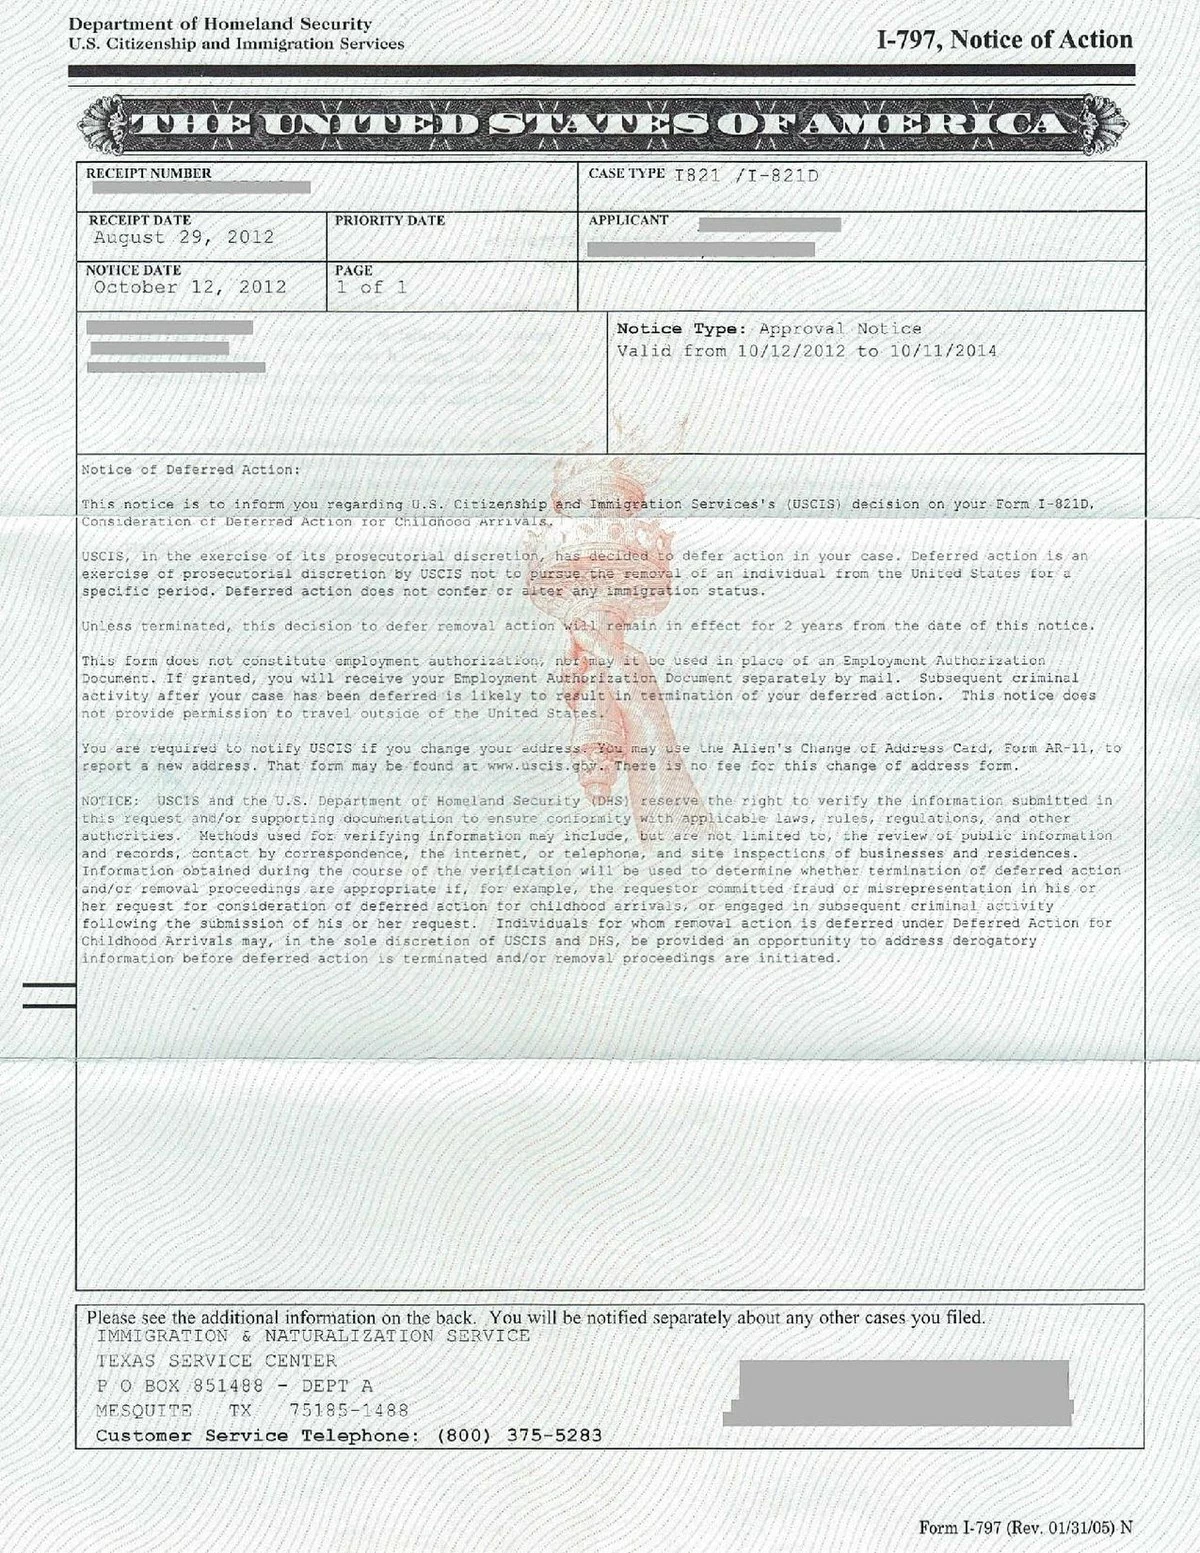 Department of Homeland Security
U.S. Citizenship and Immigration Services
I-797, Notice of Action
THE UNITED STATES OF AMERICA
RECEIPT NUMBER
CASE TYPE I821 /I-821D
RECEIPT DATE
August 29, 2012
PRIORITY DATE
APPLICANT
NOTICE DATE
October 12, 2012
PAGE
1 of 1
Notice Type: Approval Notice
Valid from 10/12/2012 to 10/11/2014
Notice of Deferred Action:
This notice is to inform you regarding U.S. Citizenship and Immigration Services's (USCIS) decision on your Form I-821D,
Consideration of Deferred Action for Childhood Arrivals.
USCIS, in the exercise of its prosecutorial discretion, has decided to defer action in your case. Deferred action is an
exercise of prosecutorial discretion by USCIS not to pursue the removal of an individual from the United States for a
specific period. Deferred action does not confer or alter any immigration status.
Unless terminated, this decision to defer removal action will remain in effect for 2 years from the date of this notice.
This form does not constitute employment authorization, nor may it be used in place of an Employment Authorization
Document. If granted, you will receive your Employment Authorization Document separately by mail. Subsequent criminal
activity after your case has been deferred is likely to result in termination of your deferred action. This notice does
not provide permission to travel outside of the United States.
You are required to notify USCIS if you change your address. You may use the Alien's Change of Address Card, Form AR-11, to
report a new address. That form may be found at www.uscis.gov. There is no fee for this change of address form.
NOTICE: USCIS and the U.S. Department of Homeland Security (DHS) reserve the right to verify the information submitted in
this request and/or supporting documentation to ensure conformity with applicable laws, rules, regulations, and other
authorities. Methods used for verifying information may include, but are not limited to, the review of public information
and records, contact by correspondence, the internet, or telephone, and site inspections of businesses and residences.
Information obtained during the course of the verification will be used to determine whether termination of deferred action
and/or removal proceedings are appropriate if, for example, the requestor committed fraud or misrepresentation in his or
her request for consideration of deferred action for childhood arrivals, or engaged in subsequent criminal activity
following the submission of his or her request. Individuals for whom removal action is deferred under Deferred Action for
Childhood Arrivals may, in the sole discretion of USCIS and DHS, be provided an opportunity to address derogatory
information before deferred action is terminated and/or removal proceedings are initiated.
Please see the additional information on the back. You will be notified separately about any other cases you filed.
IMMIGRATION & NATURALIZATION SERVICE
TEXAS SERVICE CENTER
P O BOX 851488 - DEPT A
MESQUITE TX 75185-1488
Customer Service Telephone: (800) 375-5283
Form I-797 (Rev. 01/31/05) N